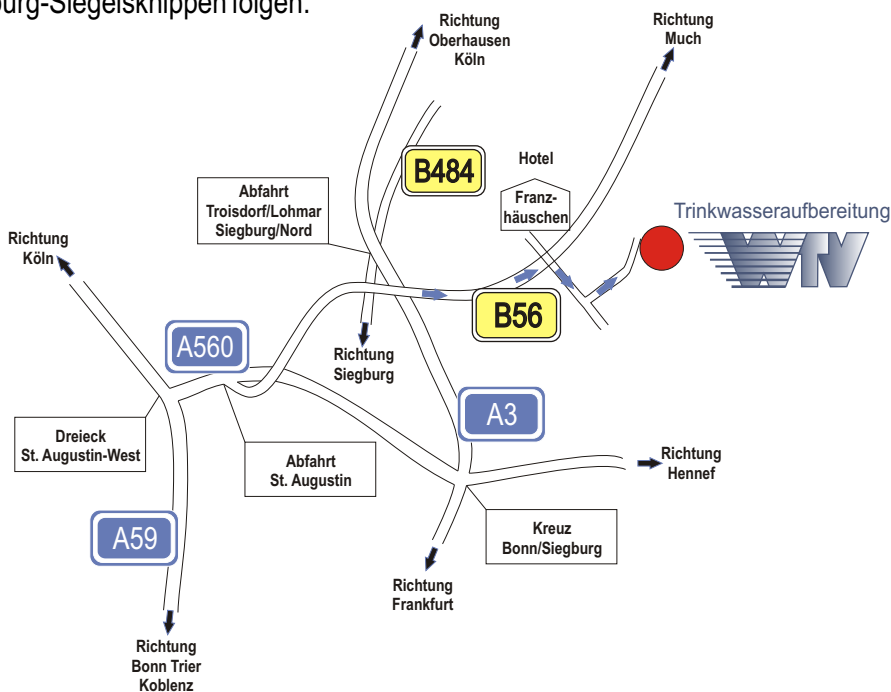 burg-Siegelsknippen folgen.
Richtung
Oberhausen
Köln
Richtung
Much
B484
Hotel
Franz-
häuschen
Abfahrt
Troisdorf/Lohmar
Siegburg/Nord
Trinkwasseraufbereitung
WTV
Richtung
Köln
B56
A560
Richtung
Siegburg
A3
Dreieck
St. Augustin-West
Abfahrt
St. Augustin
Richtung
Hennef
A59
Kreuz
Bonn/Siegburg
Richtung
Frankfurt
Richtung
Bonn Trier
Koblenz